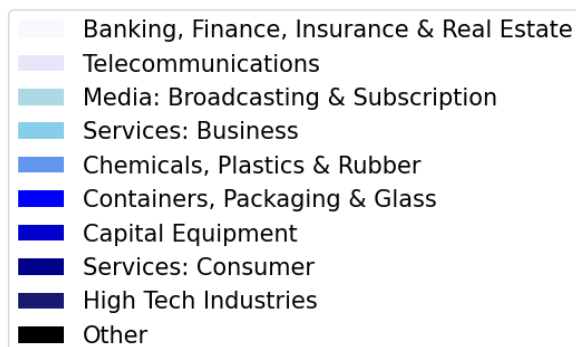 Banking, Finance, Insurance & Real Estate
Telecommunications
Media: Broadcasting & Subscription
Services: Business
Chemicals, Plastics & Rubber
Containers, Packaging & Glass
Capital Equipment
Services: Consumer
High Tech Industries
Other